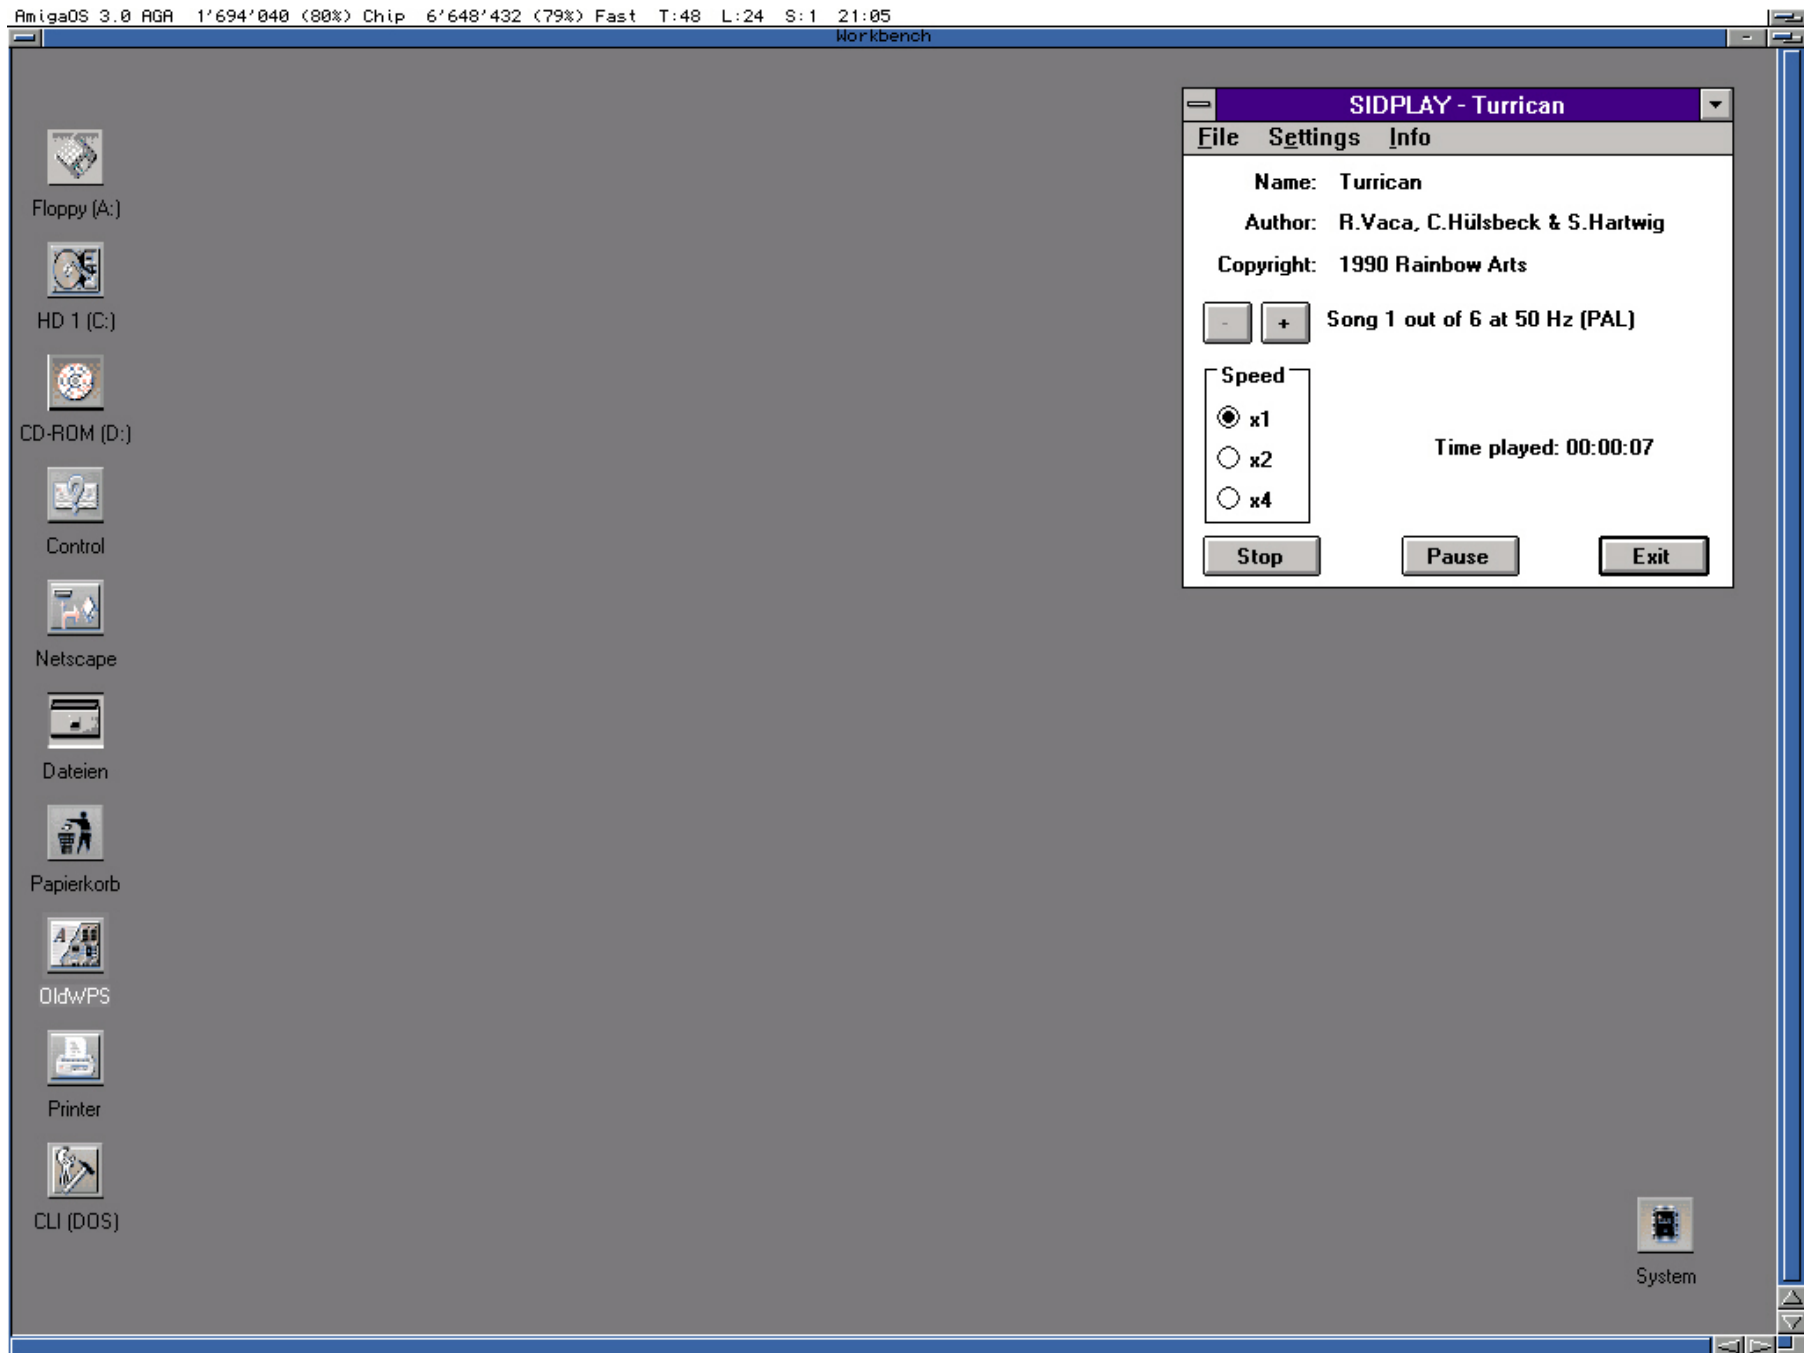 AmigaOS 3.0 AGA 1'694'040 (80%) Chip 6'648'432 (79%) Fast T:48 L:24 S:1 21:05
Workbench
Floppy (A:)
HD 1 (C:)
CD-ROM (D:)
Control
Netscape
Dateien
Papierkorb
OldWPS
Printer
CLI (DOS)
SIDPLAY - Turrican
File Settings Info
Name: Turrican
Author: R.Vaca, C.Hülsbeck & S.Hartwig
Copyright: 1990 Rainbow Arts
- + Song 1 out of 6 at 50 Hz (PAL)
Speed
x1
x2
x4
Time played: 00:00:07
Stop Pause Exit
System